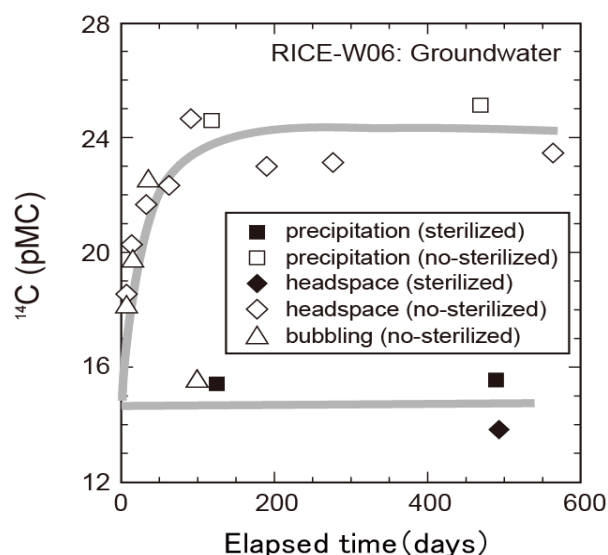 28
24
20
16
12
¹⁴C (pMC)
RICE-W06: Groundwater
precipitation (sterilized)
precipitation (no-sterilized)
headspace (sterilized)
headspace (no-sterilized)
bubbling (no-sterilized)
0 200 400 600
Elapsed time(days)